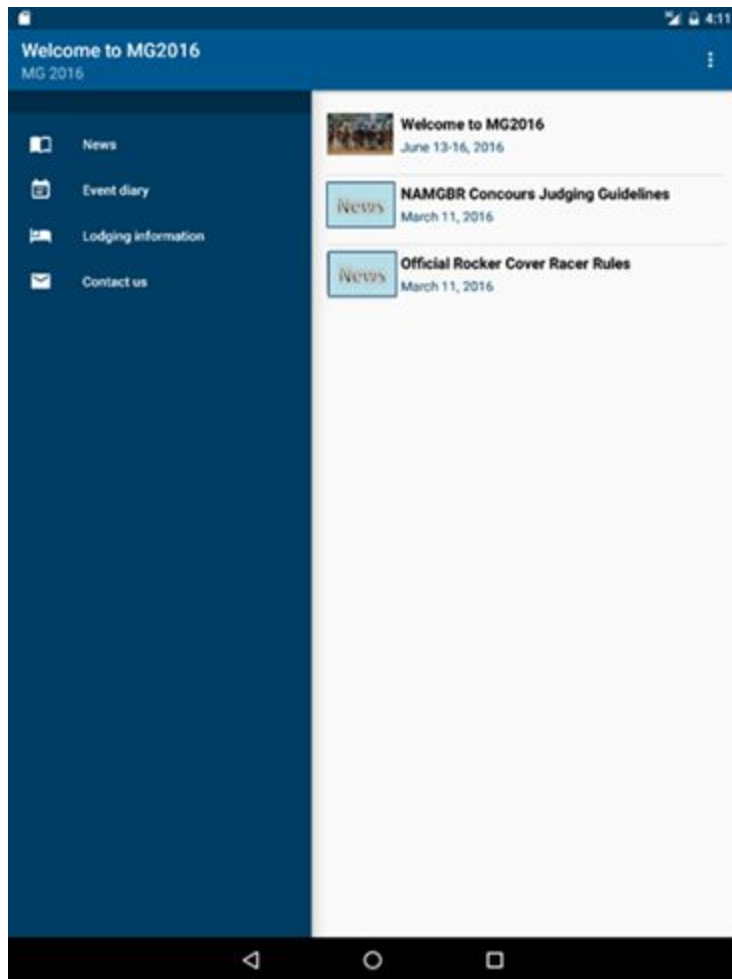 4:11
Welcome to MG2016
MG 2016
News
Event diary
Lodging information
Contact us
Welcome to MG2016
June 13-16, 2016
News
NAMGBR Concours Judging Guidelines
March 11, 2016
News
Official Rocker Cover Racer Rules
March 11, 2016